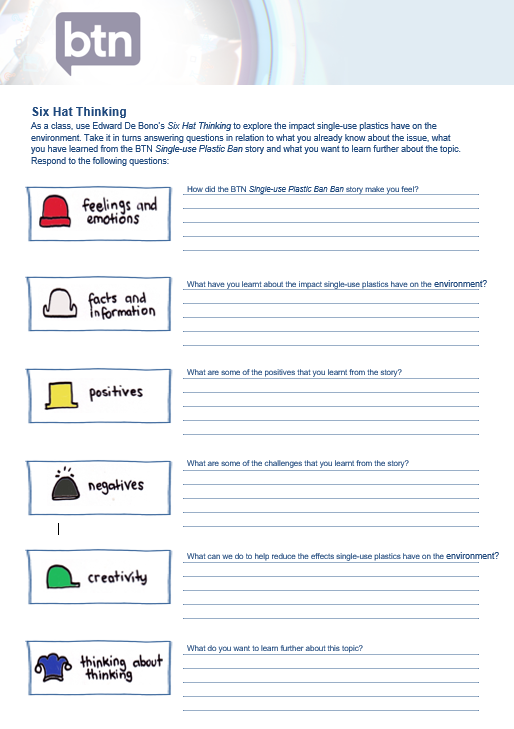 btn
Six Hat Thinking
As a class, use Edward De Bono's Six Hat Thinking to explore the impact single-use plastics have on the
environment. Take it in turns answering questions in relation to what you already know about the issue, what
you have learned from the BTN Single-use Plastic Ban story and what you want to learn further about the topic.
Respond to the following questions:
feelings and
emotions
How did the BTN Single-use Plastic Ban Ban story make you feel?
facts and
information
What have you learnt about the impact single-use plastics have on the environment?
positives
What are some of the positives that you learnt from the story?
negatives
What are some of the challenges that you learnt from the story?
creativity
What can we do to help reduce the effects single-use plastics have on the environment?
thinking about
thinking
What do you want to learn further about this topic?